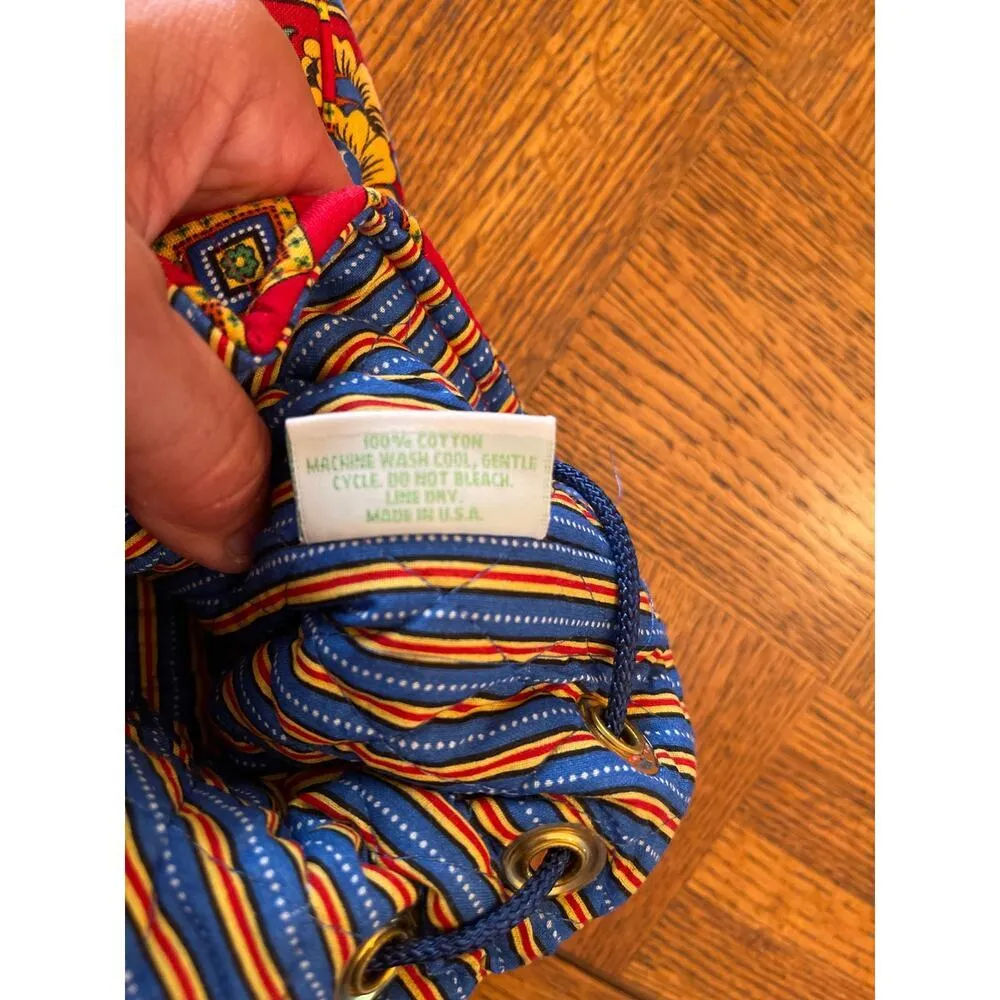 100% COTTON
MACHINE WASH COOL, GENTLE
CYCLE. DO NOT BLEACH.
LINE DRY.
MADE IN U.S.A.